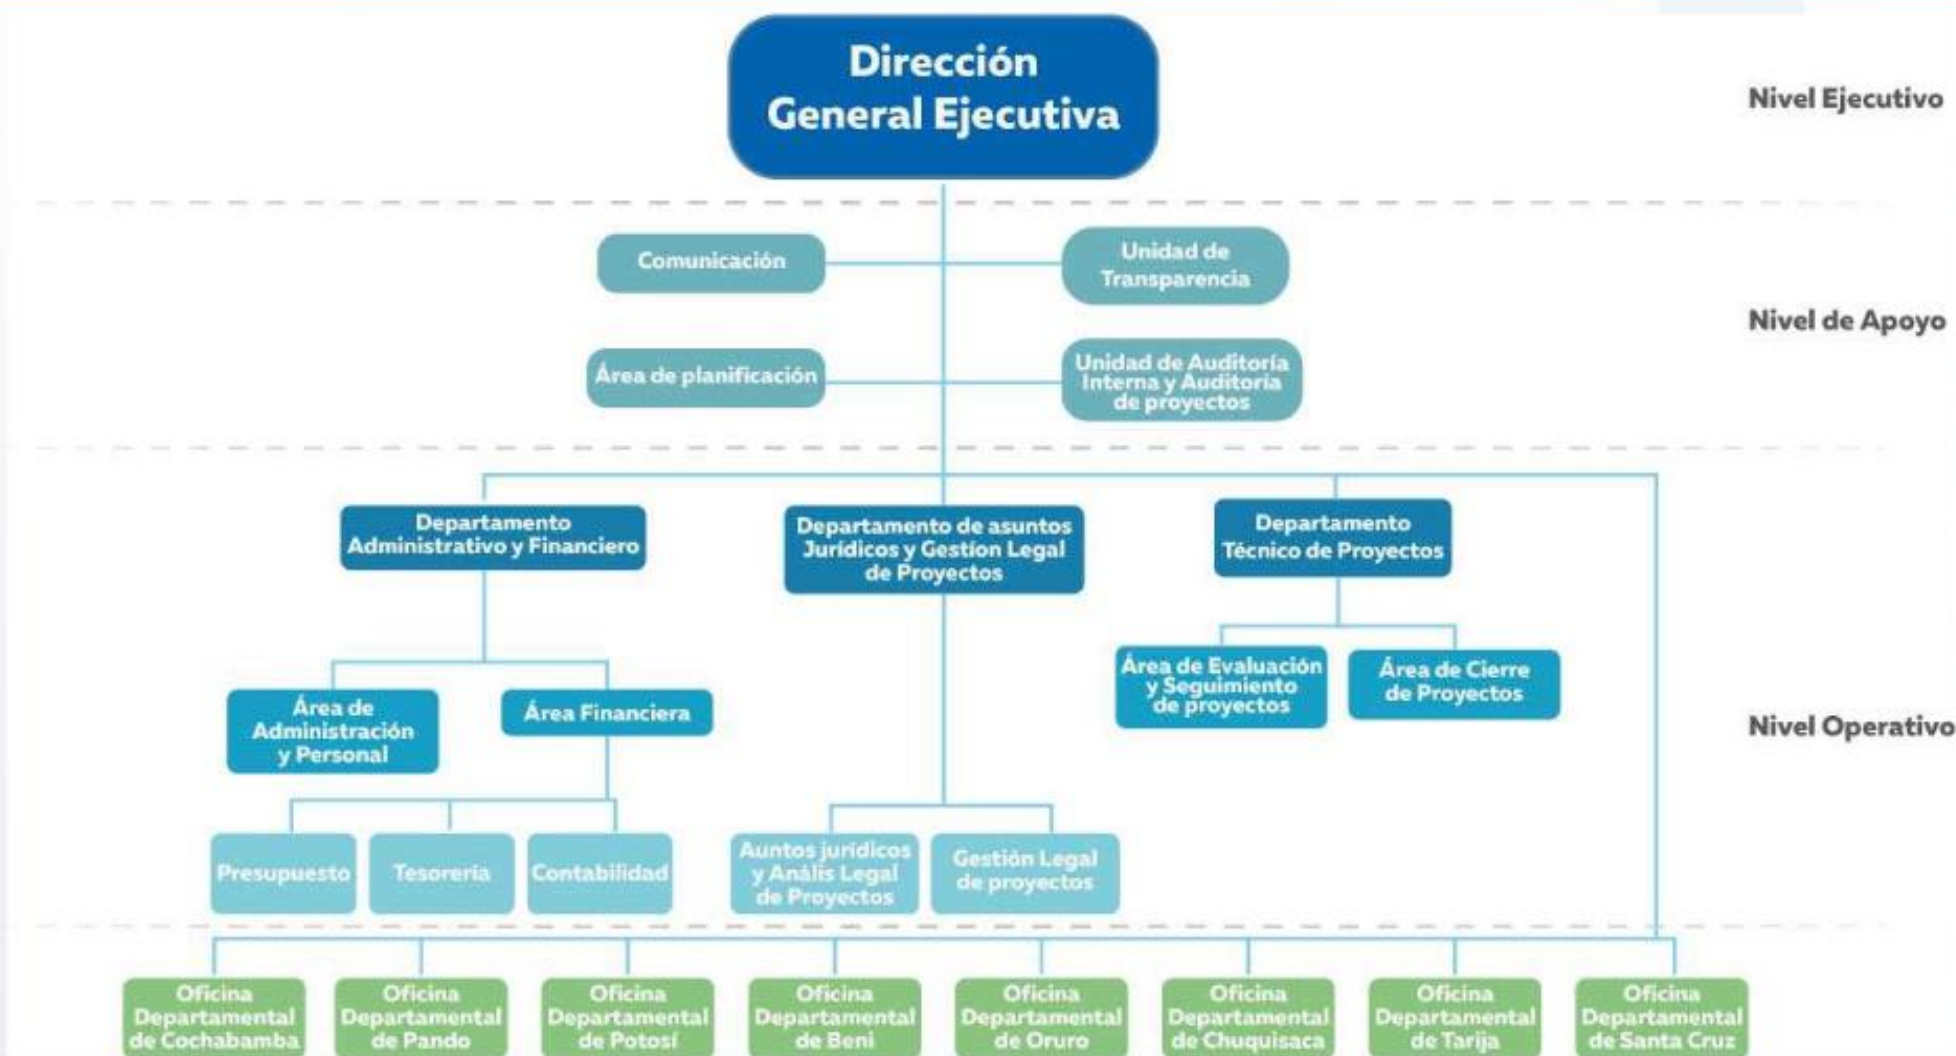 Dirección
General Ejecutiva
Nivel Ejecutivo
Comunicación
Unidad de
Transparencia
Nivel de Apoyo
Área de planificación
Unidad de Auditoría
Interna y Auditoría
de proyectos
Departamento
Administrativo y Financiero
Departamento de asuntos
Jurídicos y Gestíon Legal
de Proyectos
Departamento
Técnico de Proyectos
Área de Evaluación
y Seguimiento
de proyectos
Área de Cierre
de Proyectos
Área de
Administración
y Personal
Área Financiera
Nivel Operativo
Presupuesto
Tesorería
Contabilidad
Auntos jurídicos
y Anális Legal
de Proyectos
Gestión Legal
de proyectos
Oficina
Departamental
de Cochabamba
Oficina
Departamental
de Pando
Oficina
Departamental
de Potosí
Oficina
Departamental
de Beni
Oficina
Departamental
de Oruro
Oficina
Departamental
de Chuquisaca
Oficina
Departamental
de Tarija
Oficina
Departamental
de Santa Cruz